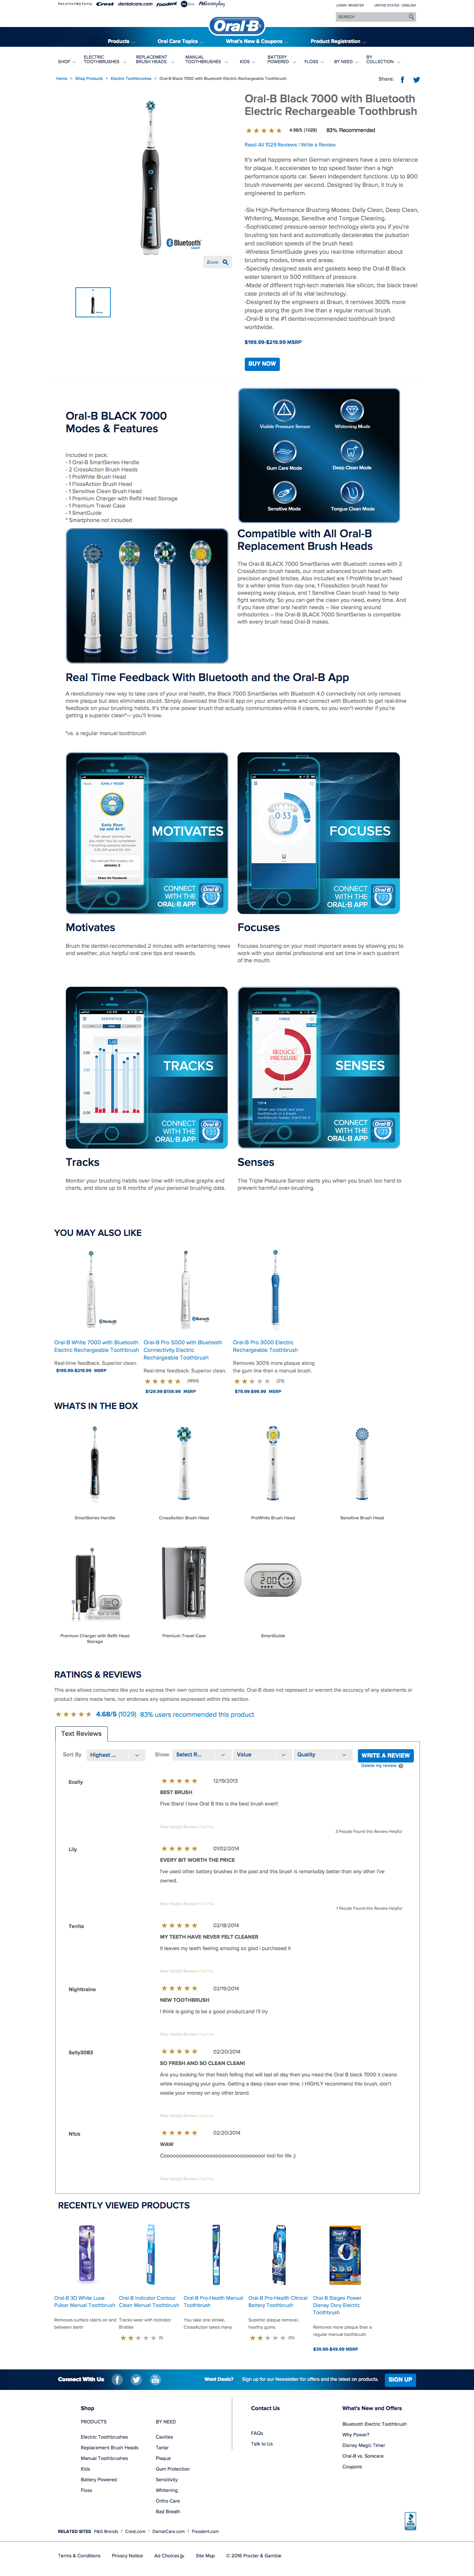 Part of the P&G Family
Crest
dentalcare.com
Fixodent
P&G everyday
LOGIN / REGISTER
UNITED STATES - ENGLISH
SEARCH
Oral-B
Products
Oral Care Topics
What's New & Coupons
Product Registration
SHOP
ELECTRIC TOOTHBRUSHES
REPLACEMENT BRUSH HEADS
MANUAL TOOTHBRUSHES
KIDS
BATTERY POWERED
FLOSS
BY NEED
BY COLLECTION
Home > Shop Products > Electric Toothbrushes > Oral-B Black 7000 with Bluetooth Electric Rechargeable Toothbrush
Share:
Oral-B Black 7000 with Bluetooth
Electric Rechargeable Toothbrush
4.68/5 (1029) 83% Recommended
Read All 1029 Reviews | Write a Review
It's what happens when German engineers have a zero tolerance
for plaque. It accelerates to top speed faster than a high
performance sports car. Seven independent functions. Up to 800
brush movements per second. Designed by Braun, it truly is
engineered to perform.
-Six High-Performance Brushing Modes: Daily Clean, Deep Clean,
Whitening, Massage, Sensitive and Tongue Cleaning.
-Sophisticated pressure-sensor technology alerts you if you're
brushing too hard and automatically decelerates the pulsation
and oscillation speeds of the brush head.
-Wireless SmartGuide gives you real-time information about
brushing modes, times and areas.
-Specially designed seals and gaskets keep the Oral-B Black
water tolerant to 500 millibars of pressure.
-Made of different high-tech materials like silicon, the black travel
case protects all of its vital technology.
-Designed by the engineers at Braun, it removes 300% more
plaque along the gum line than a regular manual brush.
-Oral-B is the #1 dentist-recommended toothbrush brand
worldwide.
$199.99-$219.99 MSRP
BUY NOW
Bluetooth
Zoom
Oral-B BLACK 7000
Modes & Features
Included in pack:
- 1 Oral-B SmartSeries Handle
- 2 CrossAction Brush Heads
- 1 ProWhite Brush Head
- 1 FlossAction Brush Head
- 1 Sensitive Clean Brush Head
- 1 Premium Charger with Refill Head Storage
- 1 Premium Travel Case
- 1 SmartGuide
* Smartphone not included
Visible Pressure Sensor
Whitening Mode
Gum Care Mode
Deep Clean Mode
Sensitive Mode
Tongue Clean Mode
Compatible with All Oral-B
Replacement Brush Heads
The Oral-B BLACK 7000 SmartSeries with Bluetooth comes with 2
CrossAction brush heads, our most advanced brush head with
precision angled bristles. Also included are 1 ProWhite brush head
for a whiter smile from day one, 1 FlossAction brush head for
sweeping away plaque, and 1 Sensitive Clean brush head to help
fight sensitivity. So you can get the clean you need, every time. And
if you have other oral health needs – like cleaning around
orthodontics – the Oral-B BLACK 7000 SmartSeries is compatible
with every brush head Oral-B makes.
Real Time Feedback With Bluetooth and the Oral-B App
A revolutionary new way to take care of your oral health, the Black 7000 SmartSeries with Bluetooth 4.0 connectivity not only removes
more plaque but also eliminates doubt. Simply download the Oral-B app on your smartphone and connect with Bluetooth to get real-time
feedback on your brushing habits. It's the one power brush that actually communicates while it cleans, so you won't wonder if you're
getting a superior clean*— you'll know.
*vs. a regular manual toothbrush
EARLY RISER
Early Riser
Up and At It!
Share On Facebook
MOTIVATES
CONNECT
WITH THE
ORAL-B APP
0:33
FOCUSES
CONNECT
WITH THE
ORAL-B APP
Motivates
Brush the dentist-recommended 2 minutes with entertaining news
and weather, plus helpful oral care tips and rewards.
Focuses
Focuses brushing on your most important areas by allowing you to
work with your dental professional and set time in each quadrant
of the mouth.
STATISTICS
TRACKS
CONNECT
WITH THE
ORAL-B APP
TIMER
REDUCE
PRESSURE
Sensitive
SENSES
CONNECT
WITH THE
ORAL-B APP
Tracks
Monitor your brushing habits over time with intuitive graphs and
charts, and store up to 6 months of your personal brushing data.
Senses
The Triple Pleasure Sensor alerts you when you brush too hard to
prevent harmful over-brushing.
YOU MAY ALSO LIKE
Oral-B White 7000 with Bluetooth
Electric Rechargeable Toothbrush
Real-time feedback. Superior clean.
$199.99-$219.99 MSRP
Oral-B Pro 5000 with Bluetooth
Connectivity Electric
Rechargeable Toothbrush
Real-time feedback. Superior clean.
(1894)
$129.99-$159.99 MSRP
Oral-B Pro 3000 Electric
Rechargeable Toothbrush
Removes 300% more plaque along
the gum line than a manual brush.
(25)
$79.99-$99.99 MSRP
WHATS IN THE BOX
SmartSeries Handle
CrossAction Brush Head
ProWhite Brush Head
Sensitive Brush Head
Premium Charger with Refill Head
Storage
Premium Travel Case
SmartGuide
RATINGS & REVIEWS
This area allows consumers like you to express their own opinions and comments. Oral-B does not represent or warrant the accuracy of any statements or
product claims made here, nor endorses any opinions expressed within this section.
4.68/5 (1029) 83% users recommended this product
Text Reviews
Sort By
Highest ...
Show
Select R...
Value
Quality
WRITE A REVIEW
Delete my review
Esally
12/19/2013
BEST BRUSH
Five Stars! I love Oral B this is the best brush ever!!
3 People Found this Review Helpful
Lily
01/02/2014
EVERY BIT WORTH THE PRICE
I've used other battery brushes in the past and this brush is remarkably better than any other I've
owned.
1 People Found this Review Helpful
Tenita
02/18/2014
MY TEETH HAVE NEVER FELT CLEANER
It leaves my teeth feeling amazing so glad i purchased it
Nighttraine
02/19/2014
NEW TOOTHBRUSH
I think is going to be a good product,and i'll try
Selly3083
02/20/2014
SO FRESH AND SO CLEAN CLEAN!
Are you looking for that fresh felling that will last all day then you need the Oral B black 7000 it cleans
while messaging your gums. Getting a deep clean ever time. I HIGHLY recommend this brush, don't
waste your money on any other brand.
N1ck
02/20/2014
WAW
RECENTLY VIEWED PRODUCTS
Oral-B 3D White Luxe
Pulsar Manual Toothbrush
Removes surface stains on and
between teeth
Oral-B Indicator Contour
Clean Manual Toothbrush
Tracks wear with Indicator
Bristles
Oral-B Pro-Health Manual
Toothbrush
You take one stroke,
CrossAction takes many
Oral-B Pro-Health Clinical
Battery Toothbrush
Superior plaque removal,
healthy gums.
Oral-B Stages Power
Disney Dory Electric
Toothbrush
Removes more plaque than a
regular manual toothbrush.
$39.99-$49.99 MSRP
Connect With Us
Want Deals? Sign up for our Newsletter for offers and the latest on products.
SIGN UP
Shop
PRODUCTS
Electric Toothbrushes
Replacement Brush Heads
Manual Toothbrushes
Kids
Battery Powered
Floss
BY NEED
Cavities
Tartar
Plaque
Gum Protection
Sensitivity
Whitening
Ortho Care
Bad Breath
Contact Us
FAQs
Talk to Us
What's New and Offers
Bluetooth Electric Toothbrush
Why Power?
Disney Magic Timer
Oral-B vs. Sonicare
Coupons
RELATED SITES P&G Brands | Crest.com | DentalCare.com | Fixodent.com
Terms & Conditions Privacy Notice Ad Choices Site Map © 2016 Procter & Gamble